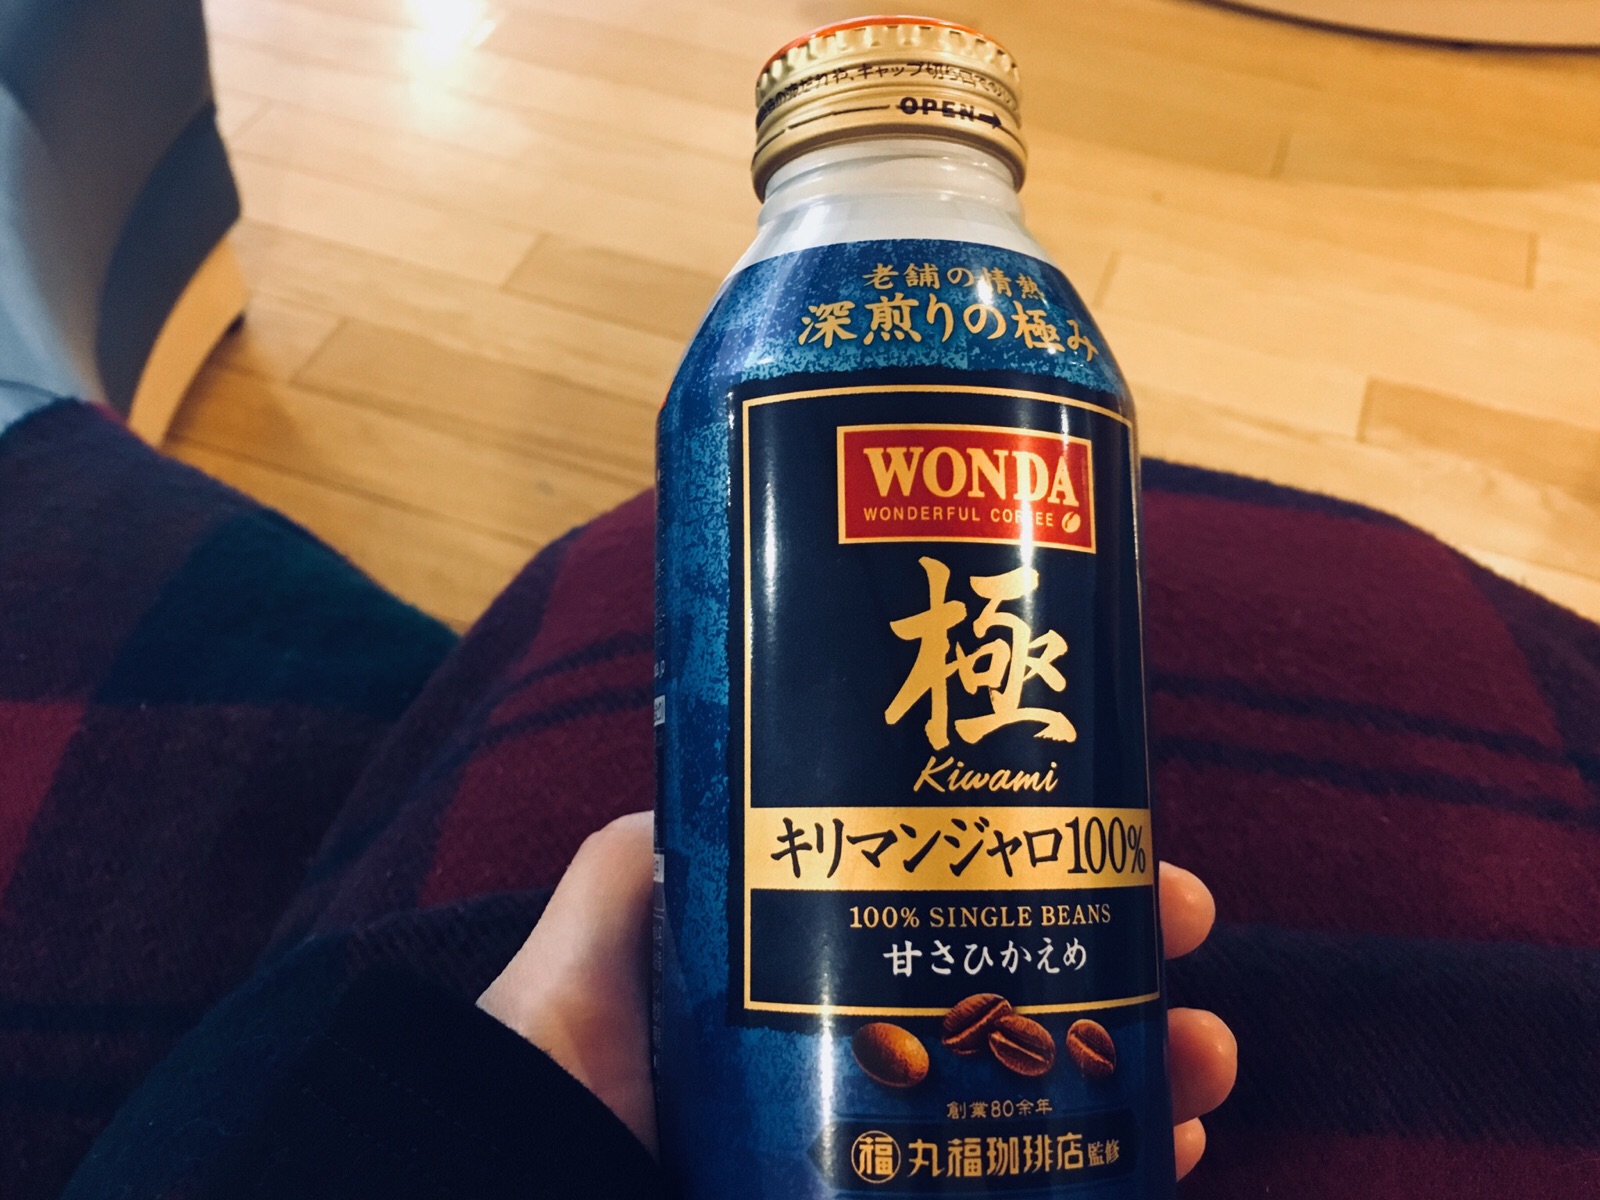 OPEN
老舗の情熱
深煎りの極み
WONDA
WONDERFUL COFFEE
極
Kiwami
キリマンジャロ100%
100% SINGLE BEANS
甘さひかえめ
創業80余年
福 丸福珈琲店監修